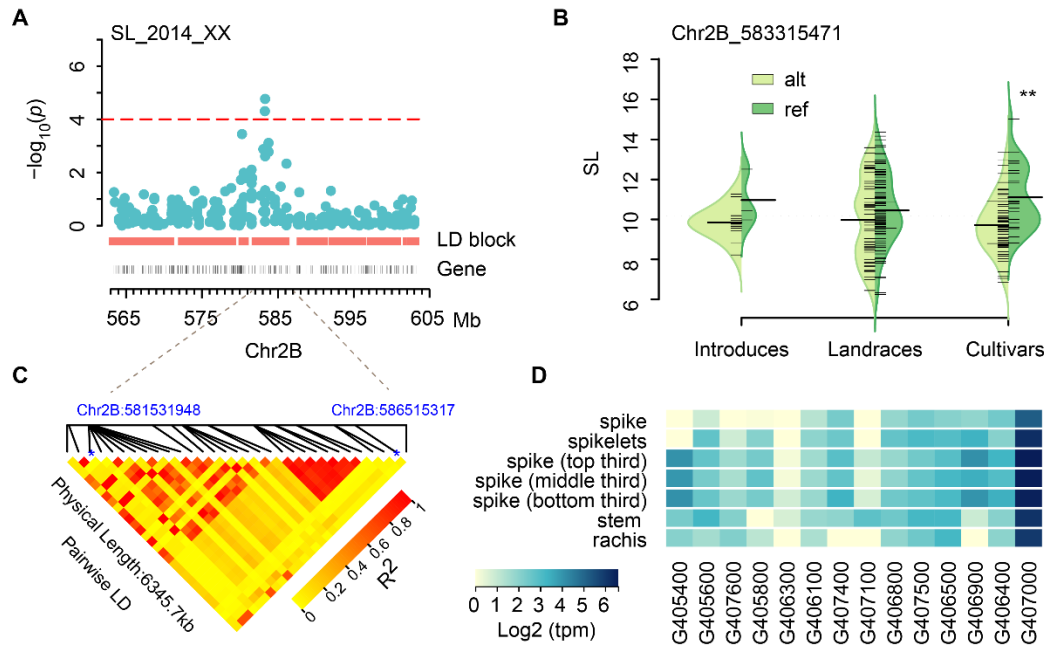 A
SL_2014_XX
6
4
2
0
−log10(p)
LD block
Gene
565 575 585 595 605 Mb
Chr2B
B
Chr2B_583315471
alt
ref
**
18
16
14
12
10
8
6
SL
Introduces Landraces Cultivars
C
Chr2B:581531948 Chr2B:586515317
* *
Physical Length:6345.7kb
Pairwise LD
0 0.2 0.4 0.6 0.8 1
R2
D
spike
spikelets
spike (top third)
spike (middle third)
spike (bottom third)
stem
rachis
0 2 4 6
Log2 (tpm)
G405400 G405600 G407600 G405800 G406300 G406100 G407400 G407100 G406800 G407500 G406500 G406900 G406400 G407000